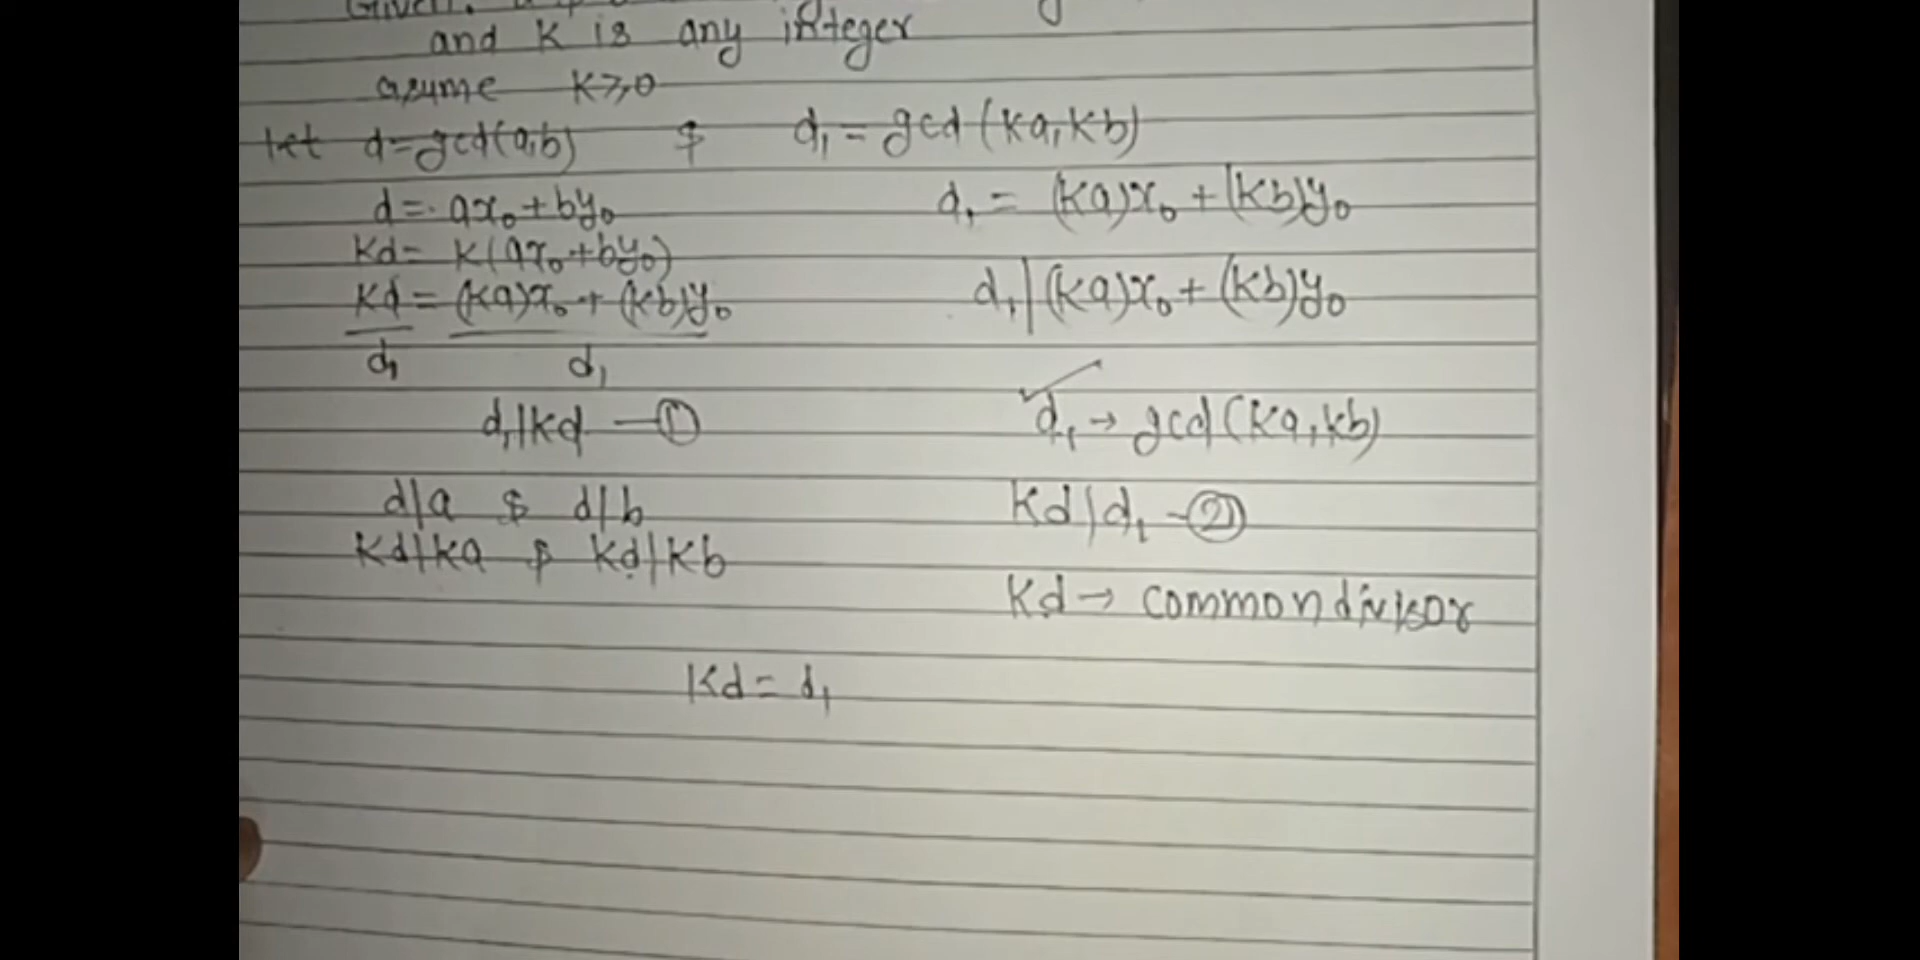 Given:
and K is any integer
asume K≥0
let d=gcd(a,b) $ d₁ = gcd (Ka, Kb)
d = ax₀+by₀
Kd= K(ax₀+by₀)
Kd = (Ka)x₀ + (Kb)y₀
d₁ d₁
d₁|Kd —①
d|a $ d|b
Kd|Ka $ Kd|Kb
d₁ = (Ka)x₀ + (Kb)y₀
d₁|(Ka)x₀ + (Kb)y₀
d₁ → gcd (Ka, Kb)
Kd|d₁ —②
Kd → common divisor
Kd = d₁